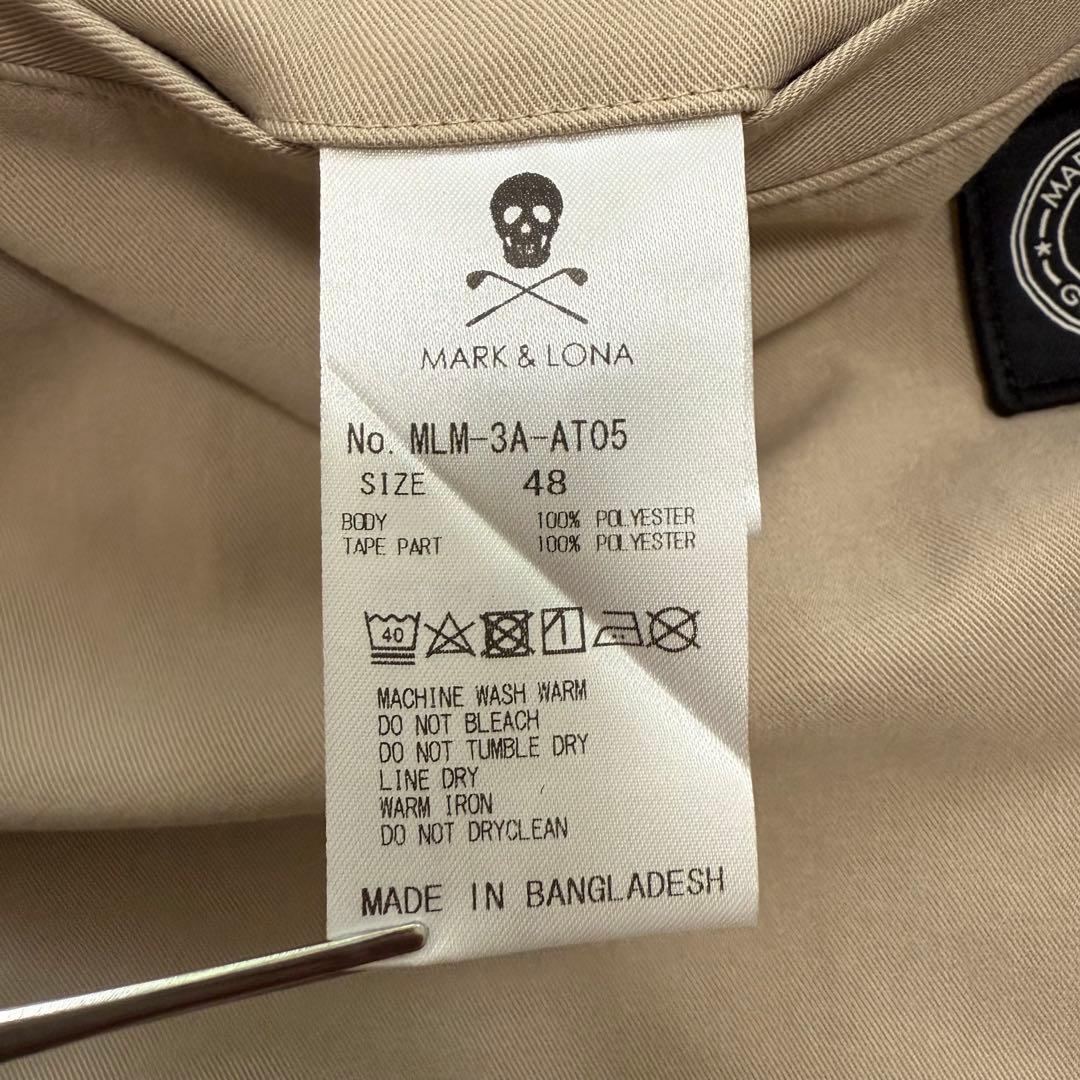 MARK & LONA
No. MLM-3A-AT05
SIZE 48
BODY 100% POLYESTER
TAPE PART 100% POLYESTER
40
MACHINE WASH WARM
DO NOT BLEACH
DO NOT TUMBLE DRY
LINE DRY
WARM IRON
DO NOT DRYCLEAN
MADE IN BANGLADESH